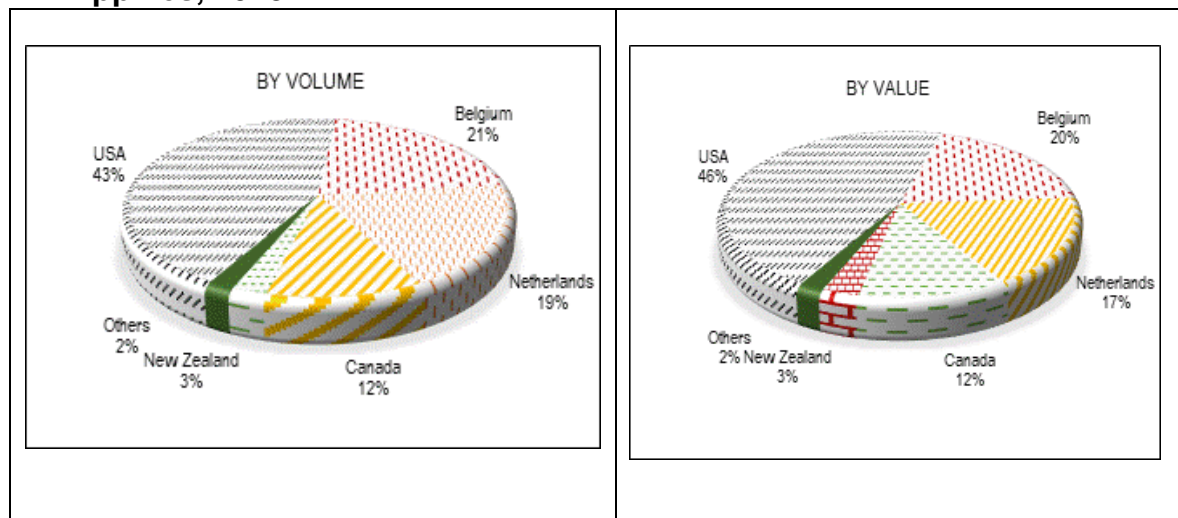 BY VOLUME
Belgium
21%
USA
43%
Netherlands
19%
Others
2%
New Zealand
3%
Canada
12%
BY VALUE
Belgium
20%
USA
46%
Netherlands
17%
Others
2%
New Zealand
3%
Canada
12%